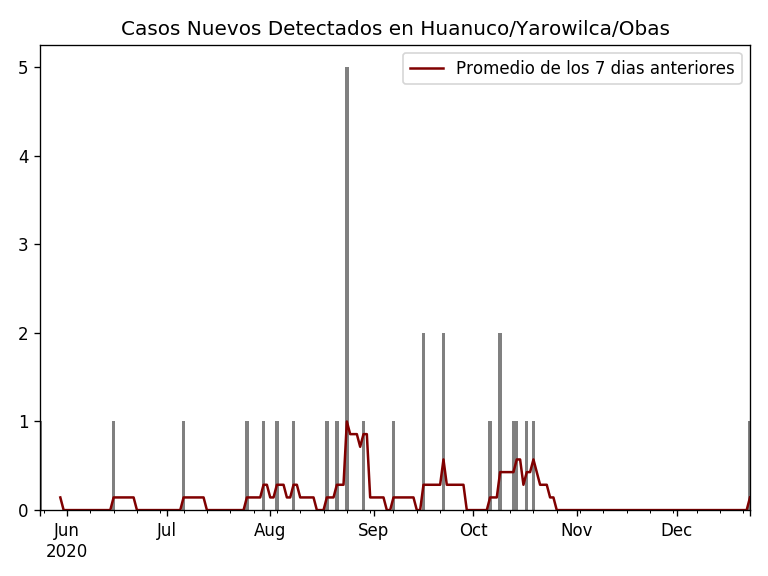 Casos Nuevos Detectados en Huanuco/Yarowilca/Obas
Promedio de los 7 dias anteriores
5
4
3
2
1
0
Jun Jul Aug Sep Oct Nov Dec
2020